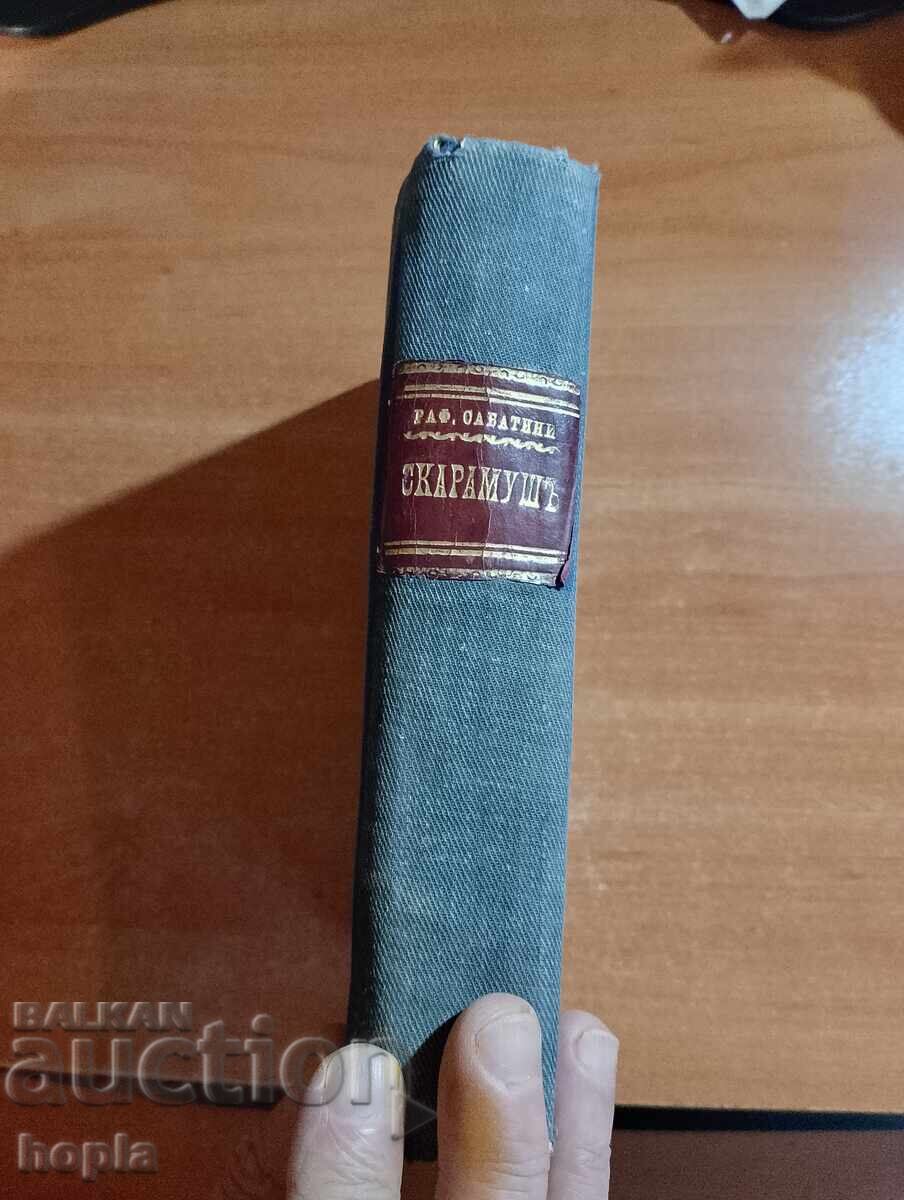 РАФ. САБАТИНИ
СКАРАМУШЪ
BALKAN
auction
hopla